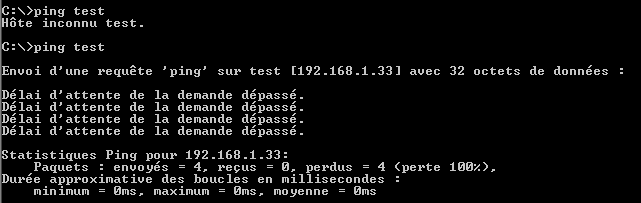 C:\>ping test
Hôte inconnu test.
C:\>ping test
Envoi d'une requête 'ping' sur test [192.168.1.33] avec 32 octets de données :
Délai d'attente de la demande dépassé.
Délai d'attente de la demande dépassé.
Délai d'attente de la demande dépassé.
Délai d'attente de la demande dépassé.
Statistiques Ping pour 192.168.1.33:
Paquets : envoyés = 4, reçus = 0, perdus = 4 (perte 100%),
Durée approximative des boucles en millisecondes :
minimum = 0ms, maximum = 0ms, moyenne = 0ms